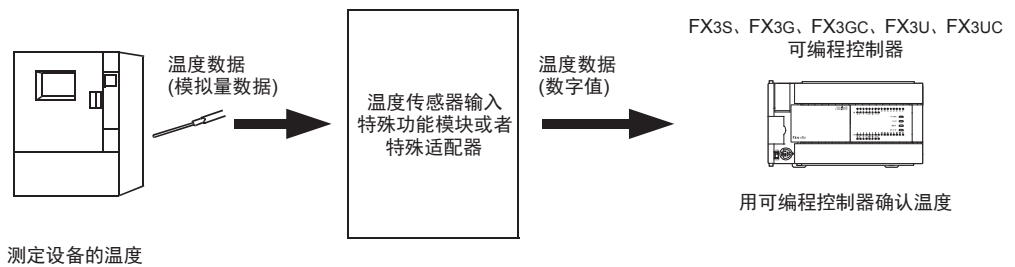 FX3S、FX3G、FX3GC、FX3U、FX3UC
可编程控制器
温度数据
(模拟量数据)
温度传感器输入
特殊功能模块或者
特殊适配器
温度数据
(数字值)
用可编程控制器确认温度
测定设备的温度